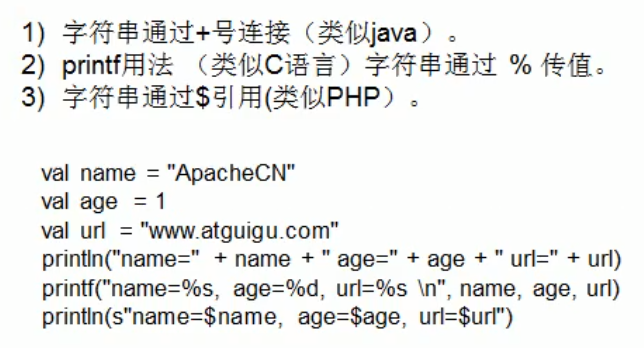 1) 字符串通过+号连接（类似java）。
2) printf用法 （类似C语言）字符串通过 % 传值。
3) 字符串通过$引用(类似PHP）。
val name = "ApacheCN"
val age = 1
val url = "www.atguigu.com"
println("name=" + name + " age=" + age + " url=" + url)
printf("name=%s, age=%d, url=%s \n", name, age, url)
println(s"name=$name, age=$age, url=$url")